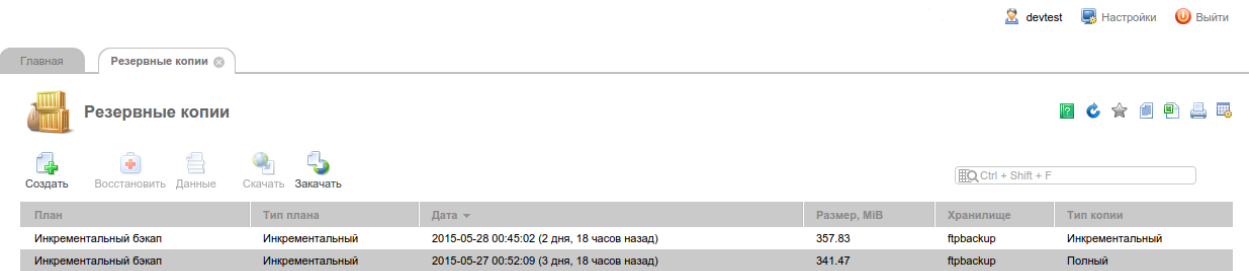 devtest Настройки Выйти
Главная Резервные копии
Резервные копии
Создать Восстановить Данные Скачать Закачать Ctrl + Shift + F
План Тип плана Дата Размер, MiB Хранилище Тип копии
Инкрементальный бэкап Инкрементальный 2015-05-28 00:45:02 (2 дня, 18 часов назад) 357.83 ftpbackup Инкрементальный
Инкрементальный бэкап Инкрементальный 2015-05-27 00:52:09 (3 дня, 18 часов назад) 341.47 ftpbackup Полный